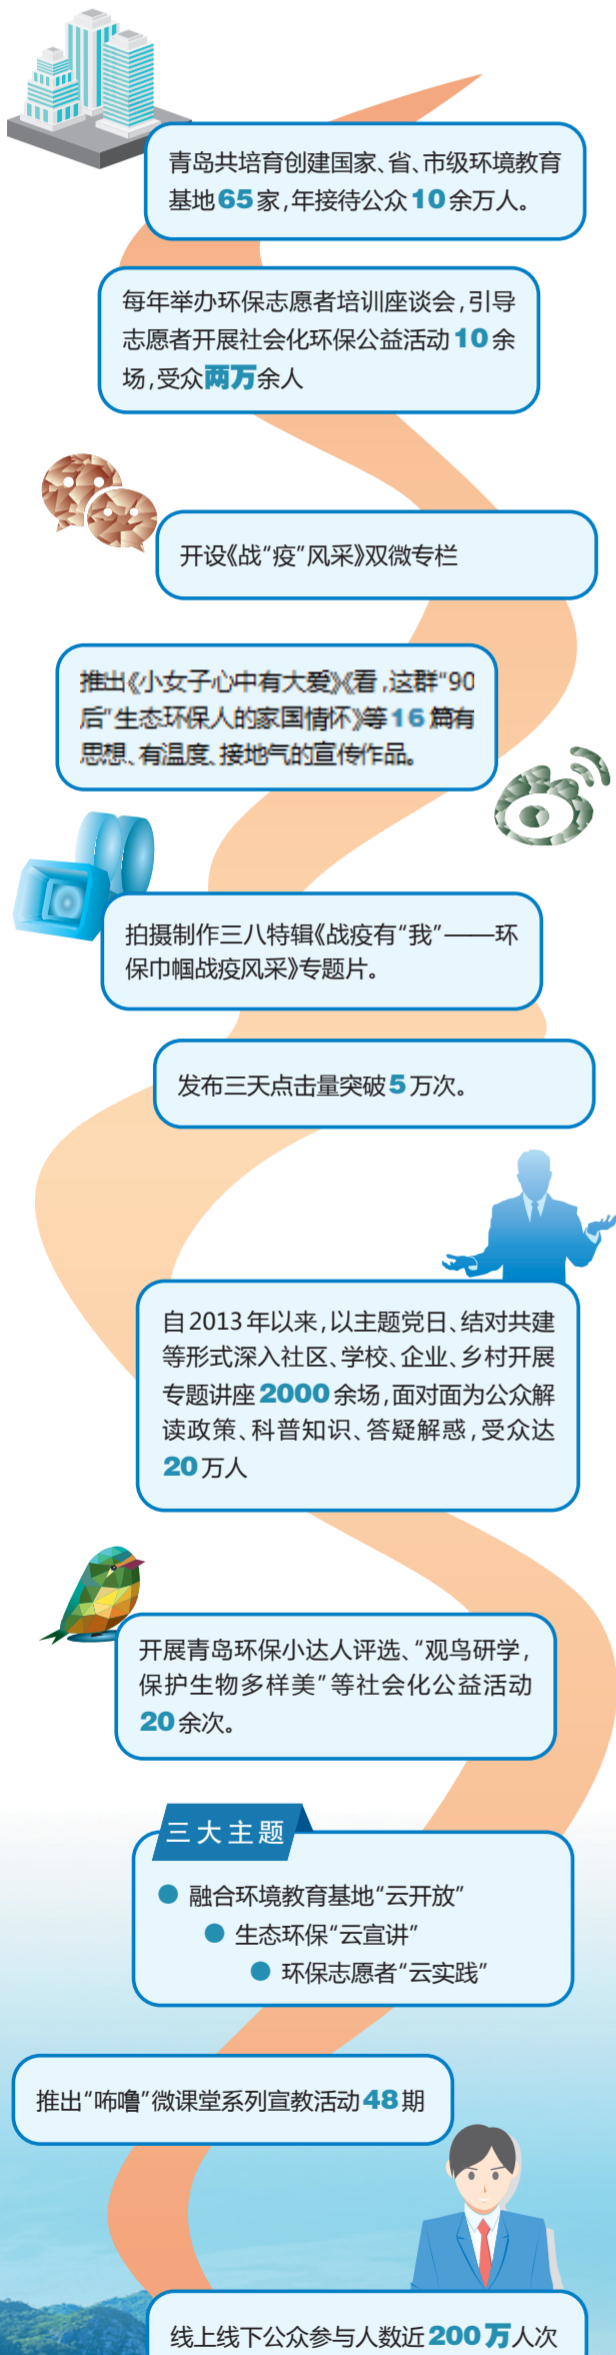 青岛共培育创建国家、省、市级环境教育
基地65家,年接待公众10余万人。
每年举办环保志愿者培训座谈会,引导
志愿者开展社会化环保公益活动10余
场,受众两万余人
开设《战“疫”风采》双微专栏
推出《小女子心中有大爱》《看,这群“90
后”生态环保人的家国情怀》等16篇有
思想、有温度、接地气的宣传作品。
拍摄制作三八特辑《战疫有“我”——环
保巾帼战疫风采》专题片。
发布三天点击量突破5万次。
自2013年以来,以主题党日、结对共建
等形式深入社区、学校、企业、乡村开展
专题讲座2000余场,面对面为公众解
读政策、科普知识、答疑解惑,受众达
20万人
开展青岛环保小达人评选、“观鸟研学,
保护生物多样美”等社会化公益活动
20余次。
三大主题
● 融合环境教育基地“云开放”
● 生态环保“云宣讲”
● 环保志愿者“云实践”
推出“咘噜”微课堂系列宣教活动48期
线上线下公众参与人数近200万人次